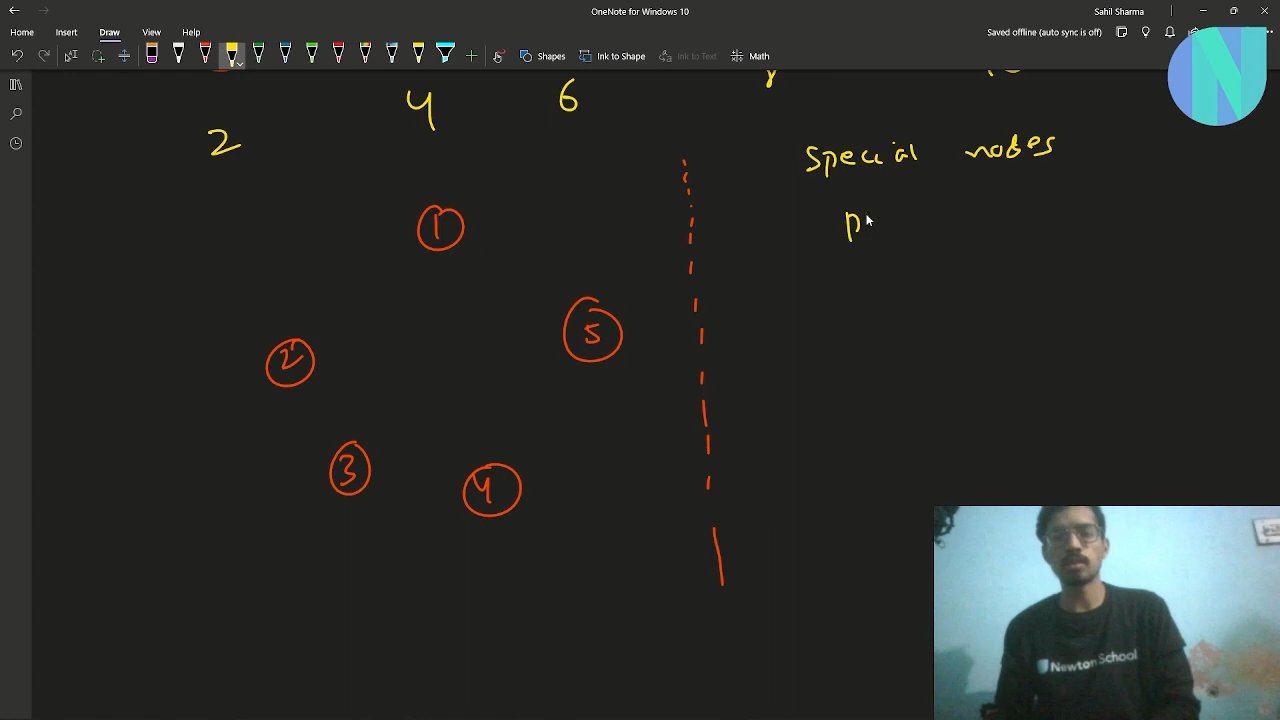 OneNote for Windows 10
Sahil Sharma
Home Insert Draw View Help
Saved offline (auto sync is off)
Shapes Ink to Shape Ink to Text Math
4 6
2
special nodes
1
p
5
2
3
4
Newton School